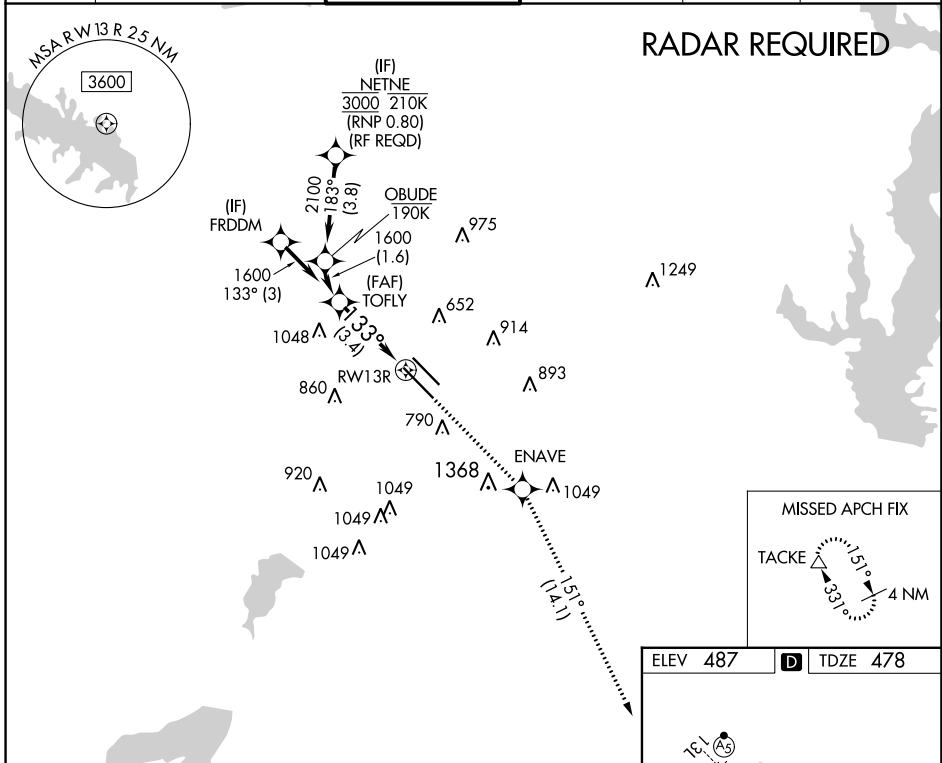 MSA RW13R 25 NM
3600
RADAR REQUIRED
(IF)
NETNE
3000 210K
(RNP 0.80)
(RF REQD)
2100
183°
(3.8)
OBUDE
190K
(IF)
FRDDM
1600
(1.6)
1600
133° (3)
(FAF)
TOFLY
975
1249
652
914
1048
133°
(3.4)
RW13R
893
860
790
ENAVE
1368
1049
920
1049
1049
1049
151°
(14.1)
MISSED APCH FIX
TACKE
151°
331°
4 NM
ELEV 487
D
TDZE 478
13L
A5